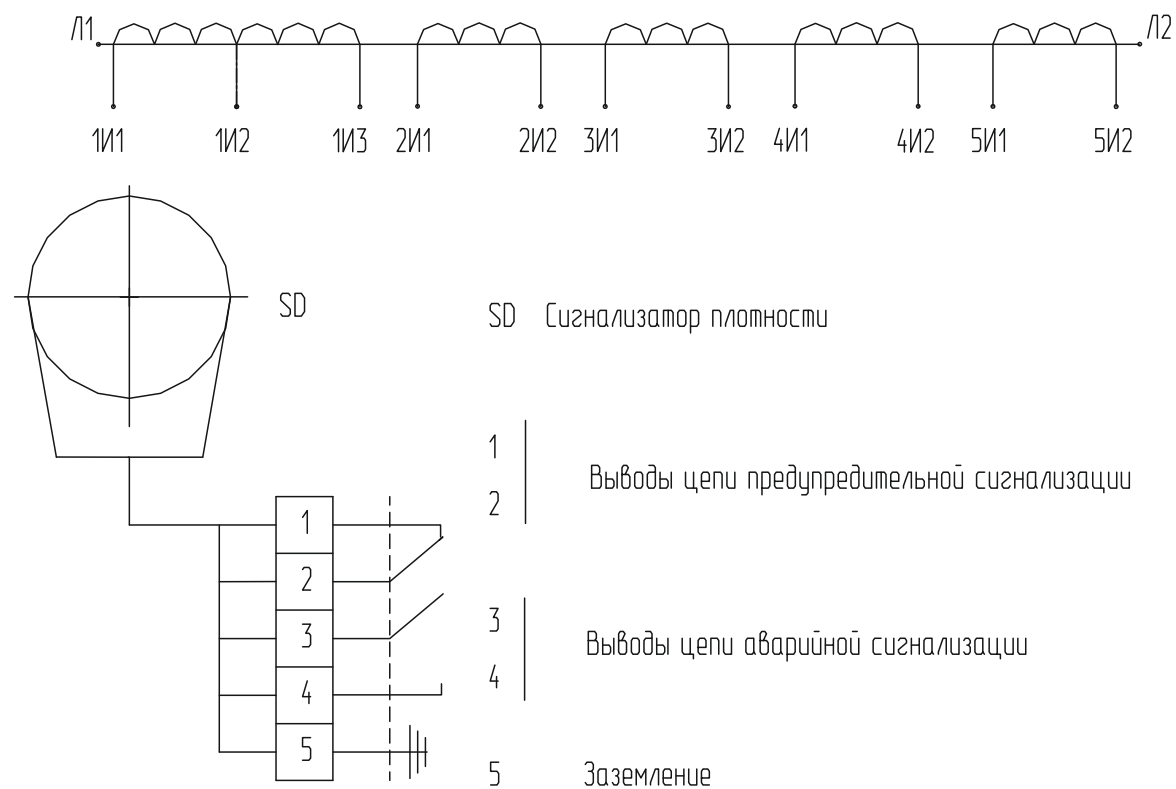 Л1 Л2
1И1 1И2 1И3 2И1 2И2 3И1 3И2 4И1 4И2 5И1 5И2
SD
SD Сигнализатор плотности
1
2
Выводы цепи предупредительной сигнализации
3
4
Выводы цепи аварийной сигнализации
5 Заземление
1
2
3
4
5